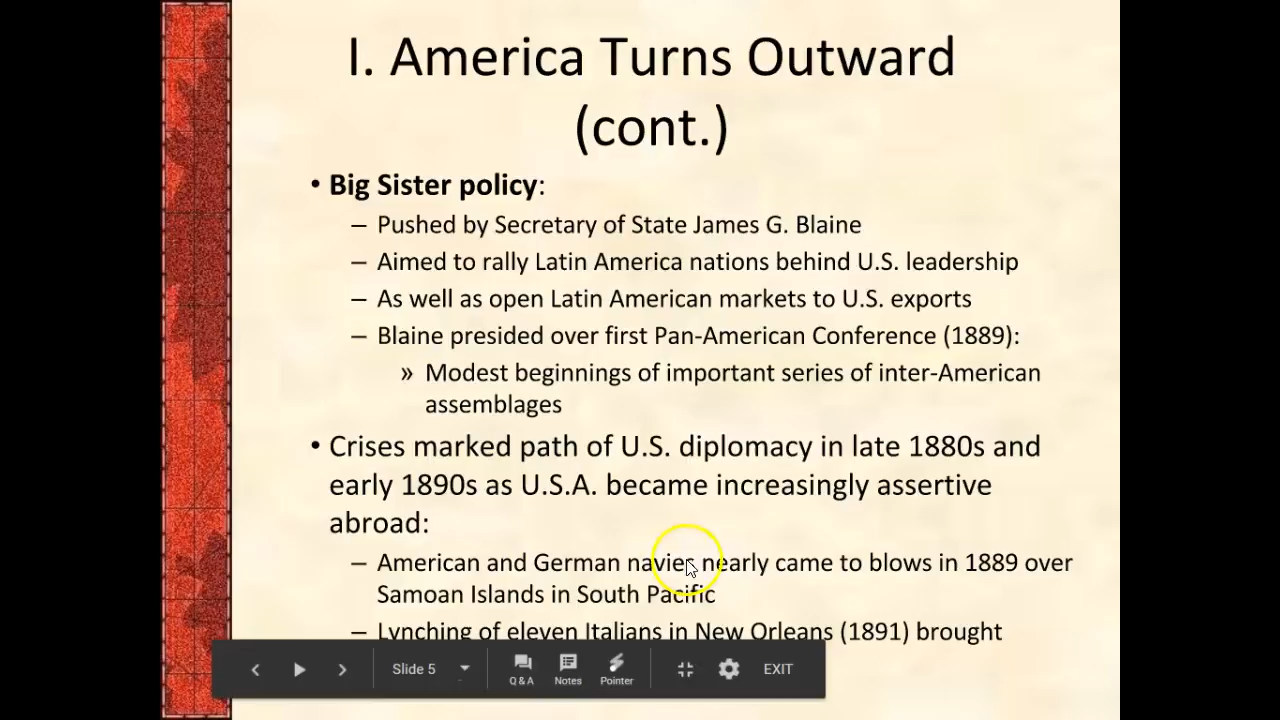 I. America Turns Outward
(cont.)
• Big Sister policy:
– Pushed by Secretary of State James G. Blaine
– Aimed to rally Latin America nations behind U.S. leadership
– As well as open Latin American markets to U.S. exports
– Blaine presided over first Pan-American Conference (1889):
» Modest beginnings of important series of inter-American
assemblages
• Crises marked path of U.S. diplomacy in late 1880s and
early 1890s as U.S.A. became increasingly assertive
abroad:
– American and German navies nearly came to blows in 1889 over
Samoan Islands in South Pacific
– Lynching of eleven Italians in New Orleans (1891) brought
Slide 5
Q & A
Notes
Pointer
EXIT